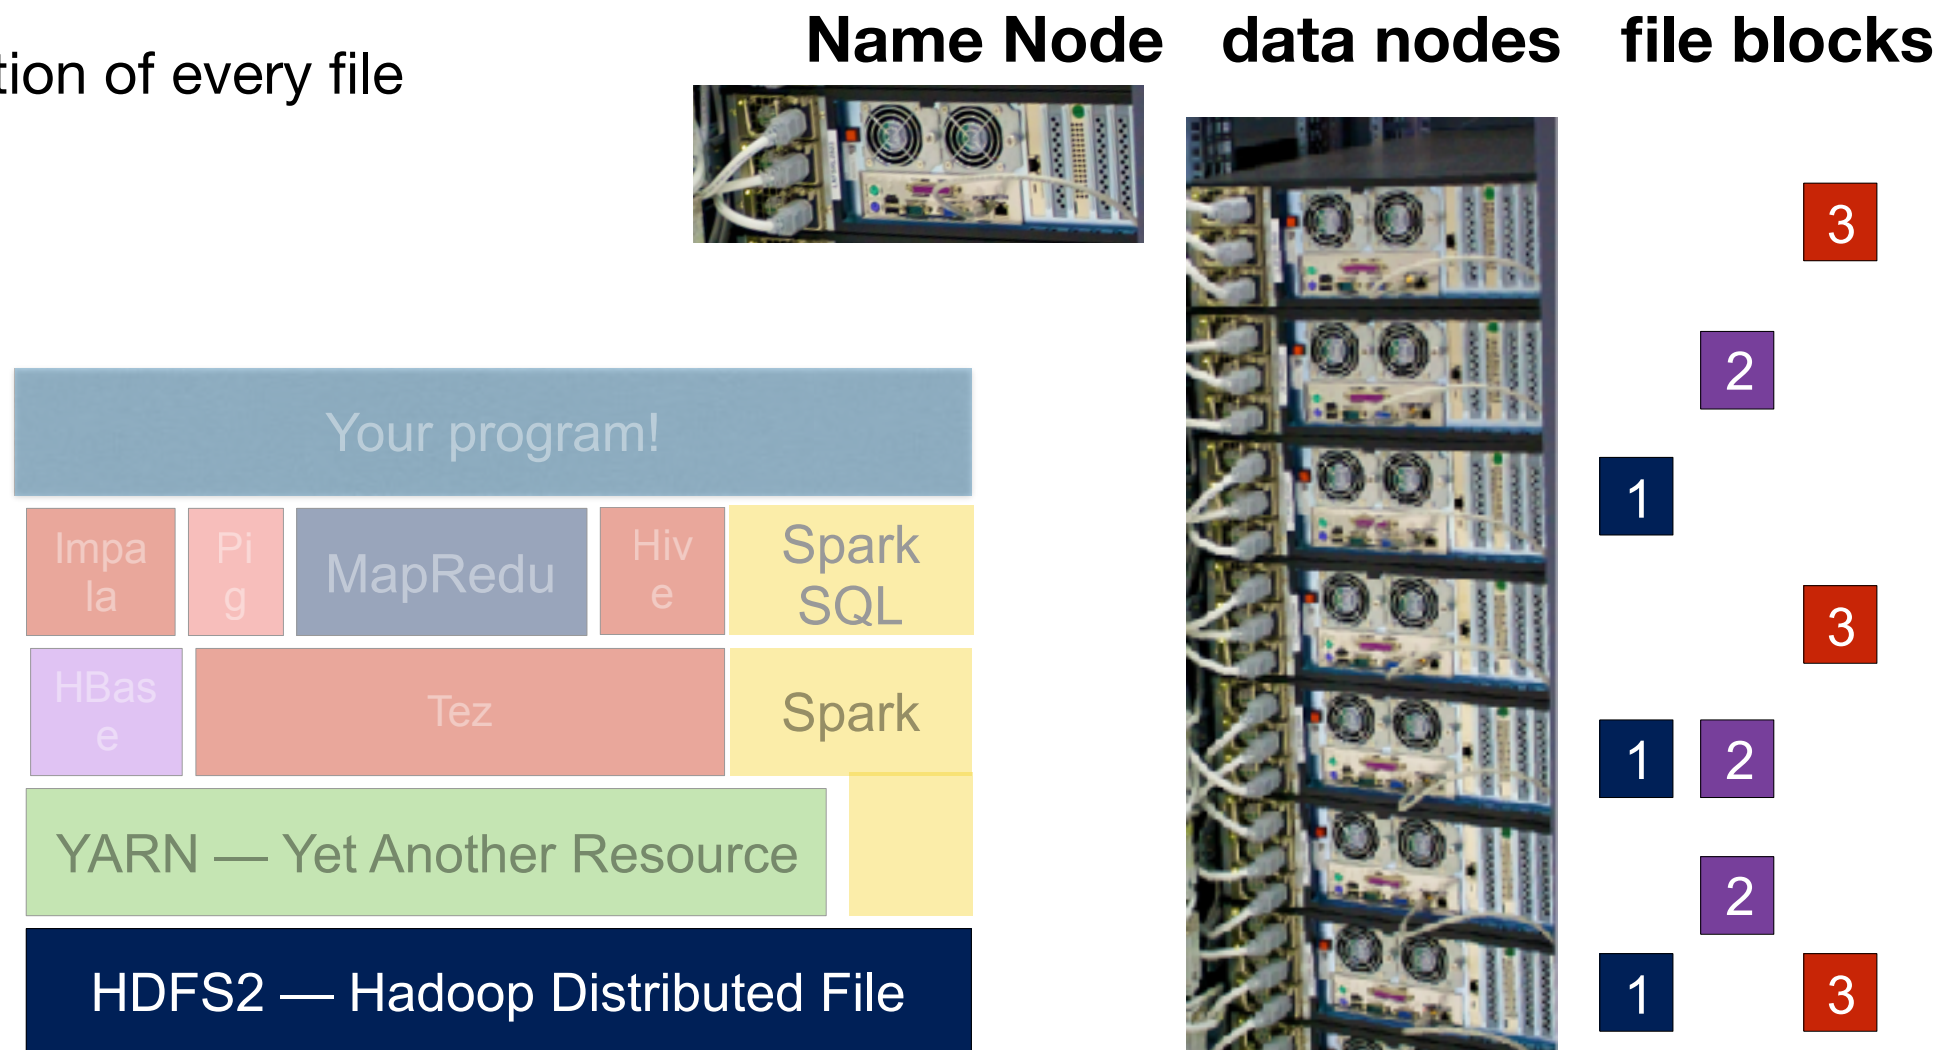 tion of every file
Name Node
data nodes
file blocks
3
2
1
3
1 2
2
1 3
Your program!
Impa
la
Pi
g
MapRedu
Hiv
e
Spark
SQL
HBas
e
Tez
Spark
YARN — Yet Another Resource
HDFS2 — Hadoop Distributed File